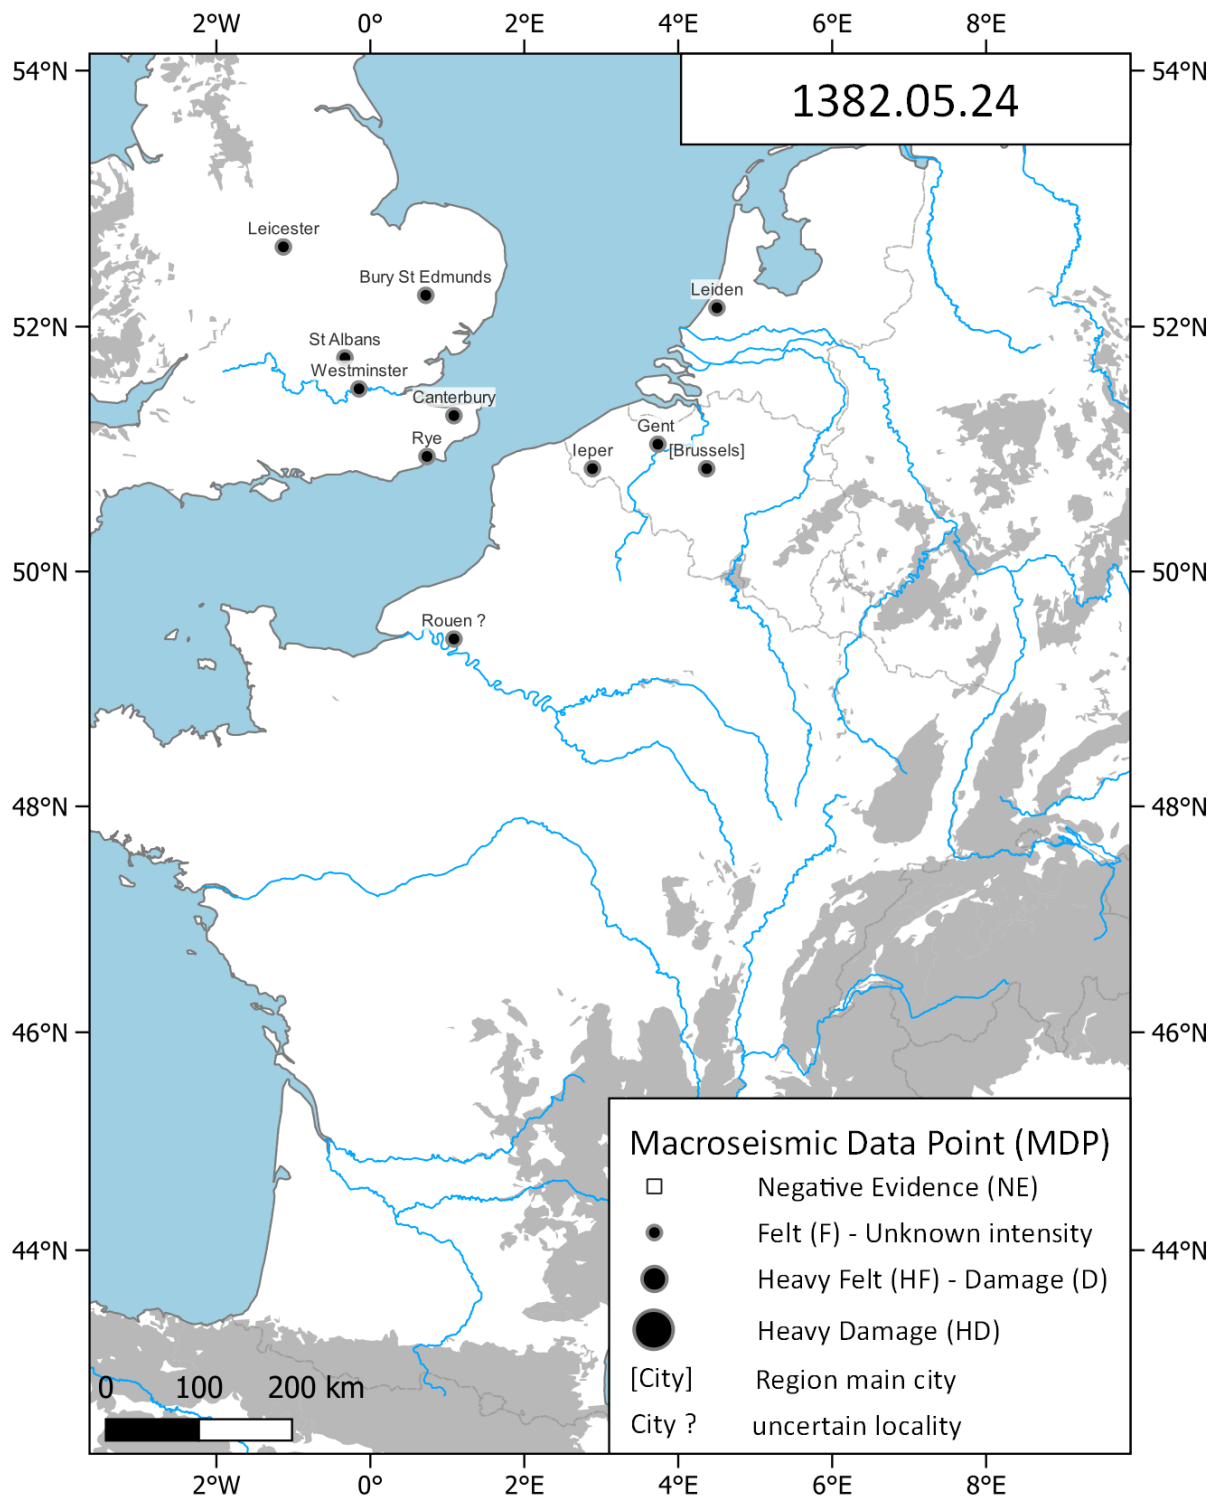 2°W 0° 2°E 4°E 6°E 8°E
54°N 54°N
1382.05.24
Leicester
Bury St Edmunds
Leiden
52°N 52°N
St Albans
Westminster
Canterbury
Rye
Gent
Ieper [Brussels]
50°N 50°N
Rouen ?
48°N 48°N
46°N 46°N
Macroseismic Data Point (MDP)
Negative Evidence (NE)
Felt (F) - Unknown intensity
44°N 44°N
Heavy Felt (HF) - Damage (D)
Heavy Damage (HD)
[City] Region main city
City ? uncertain locality
0 100 200 km
2°W 0° 2°E 4°E 6°E 8°E